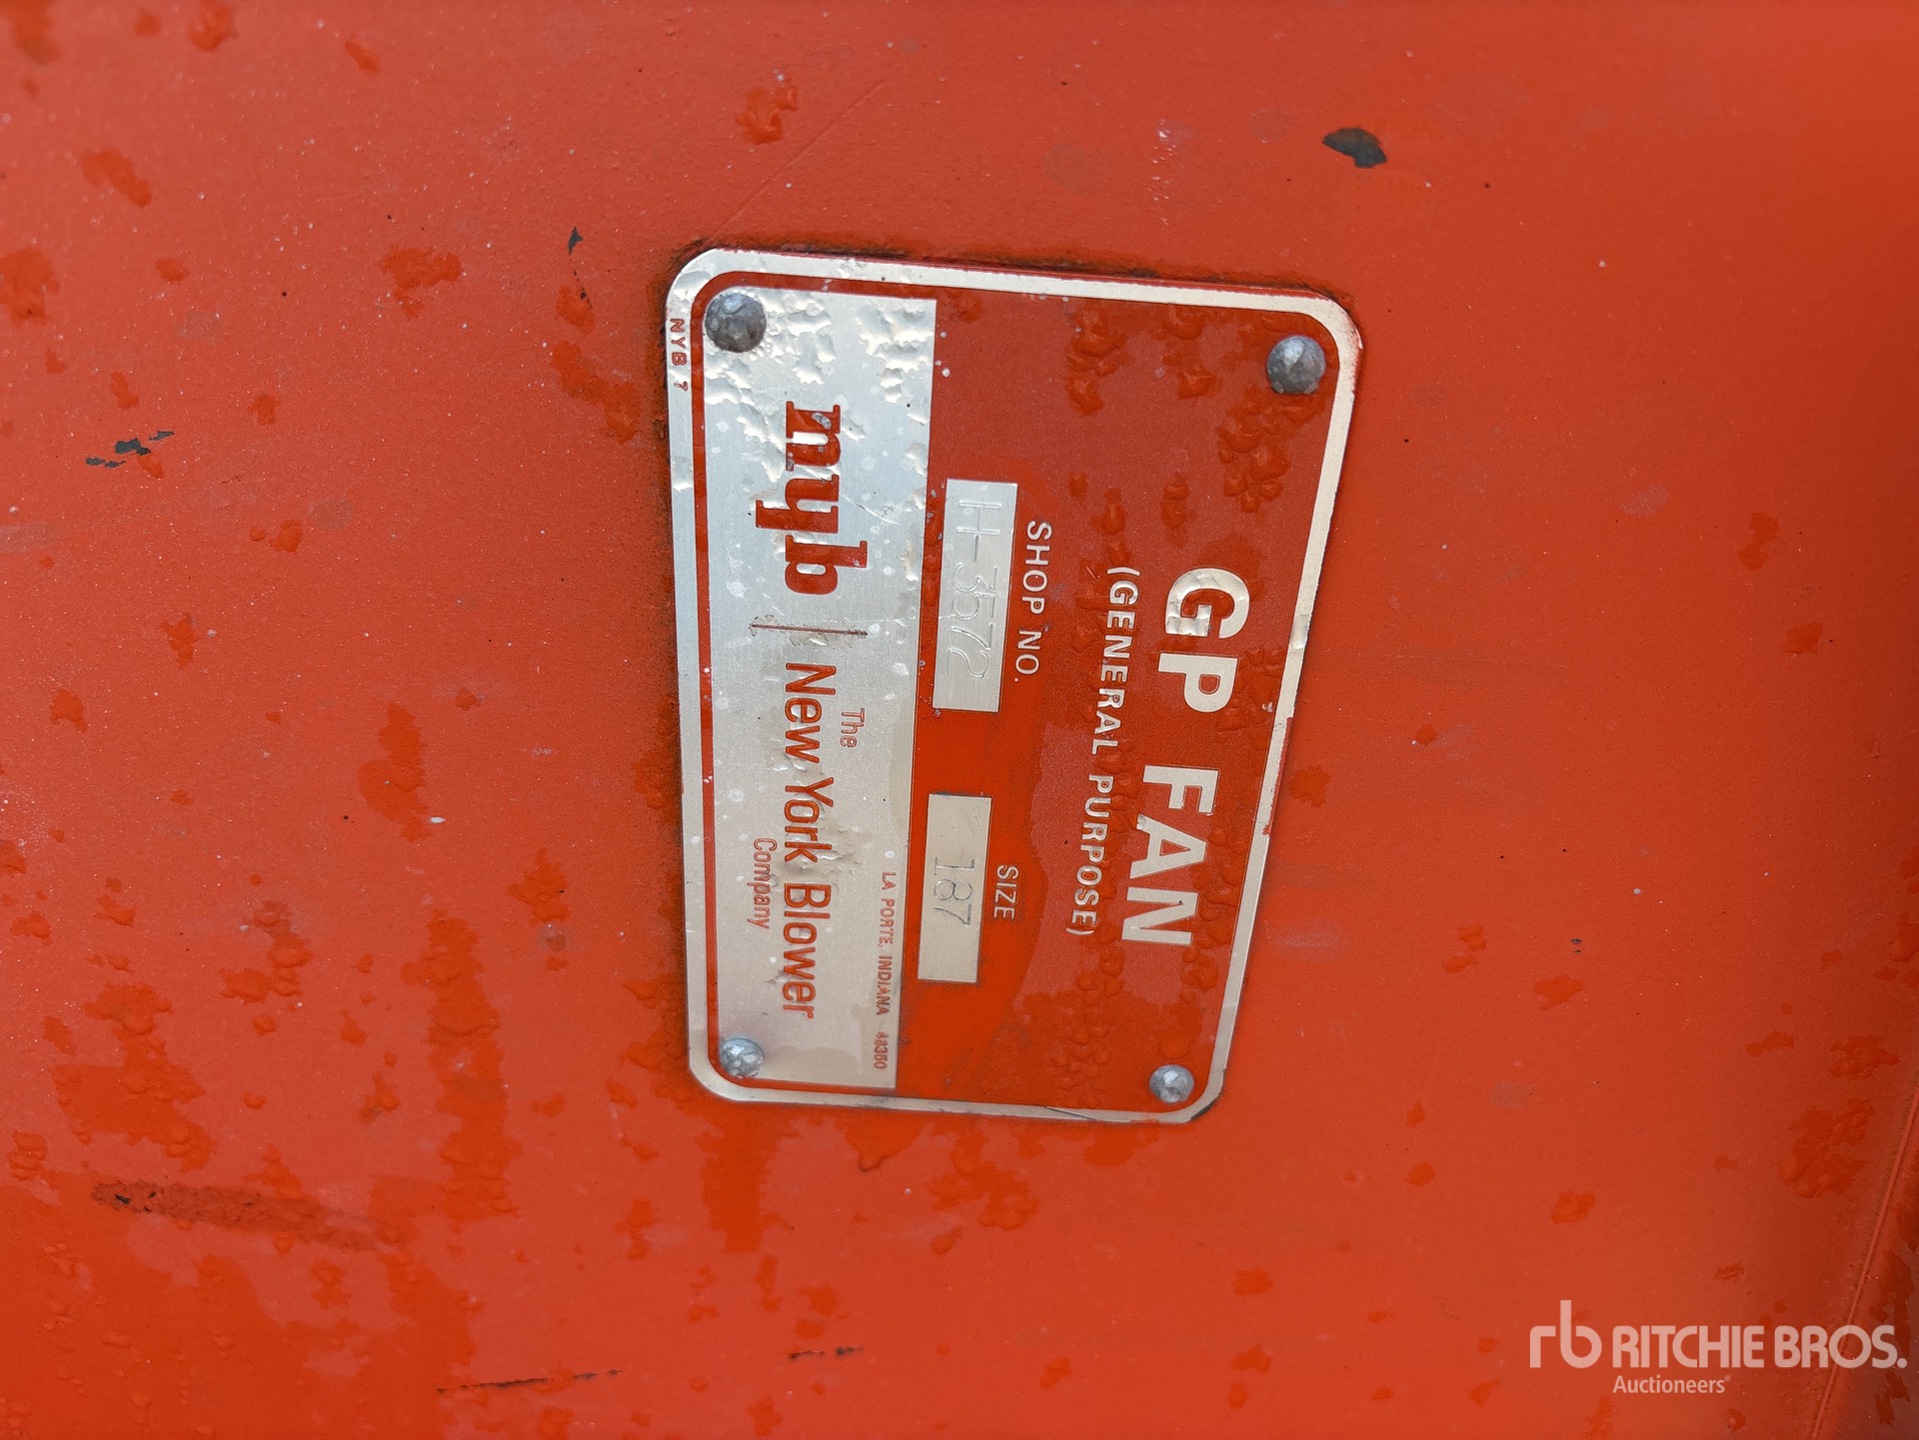 GP FAN
(GENERAL PURPOSE)
SHOP NO. SIZE
H-3572 187
LA PORTE, INDIANA 46350
nyb | The
New York Blower
Company
NYB 7
rb RITCHIE BROS.
Auctioneers®